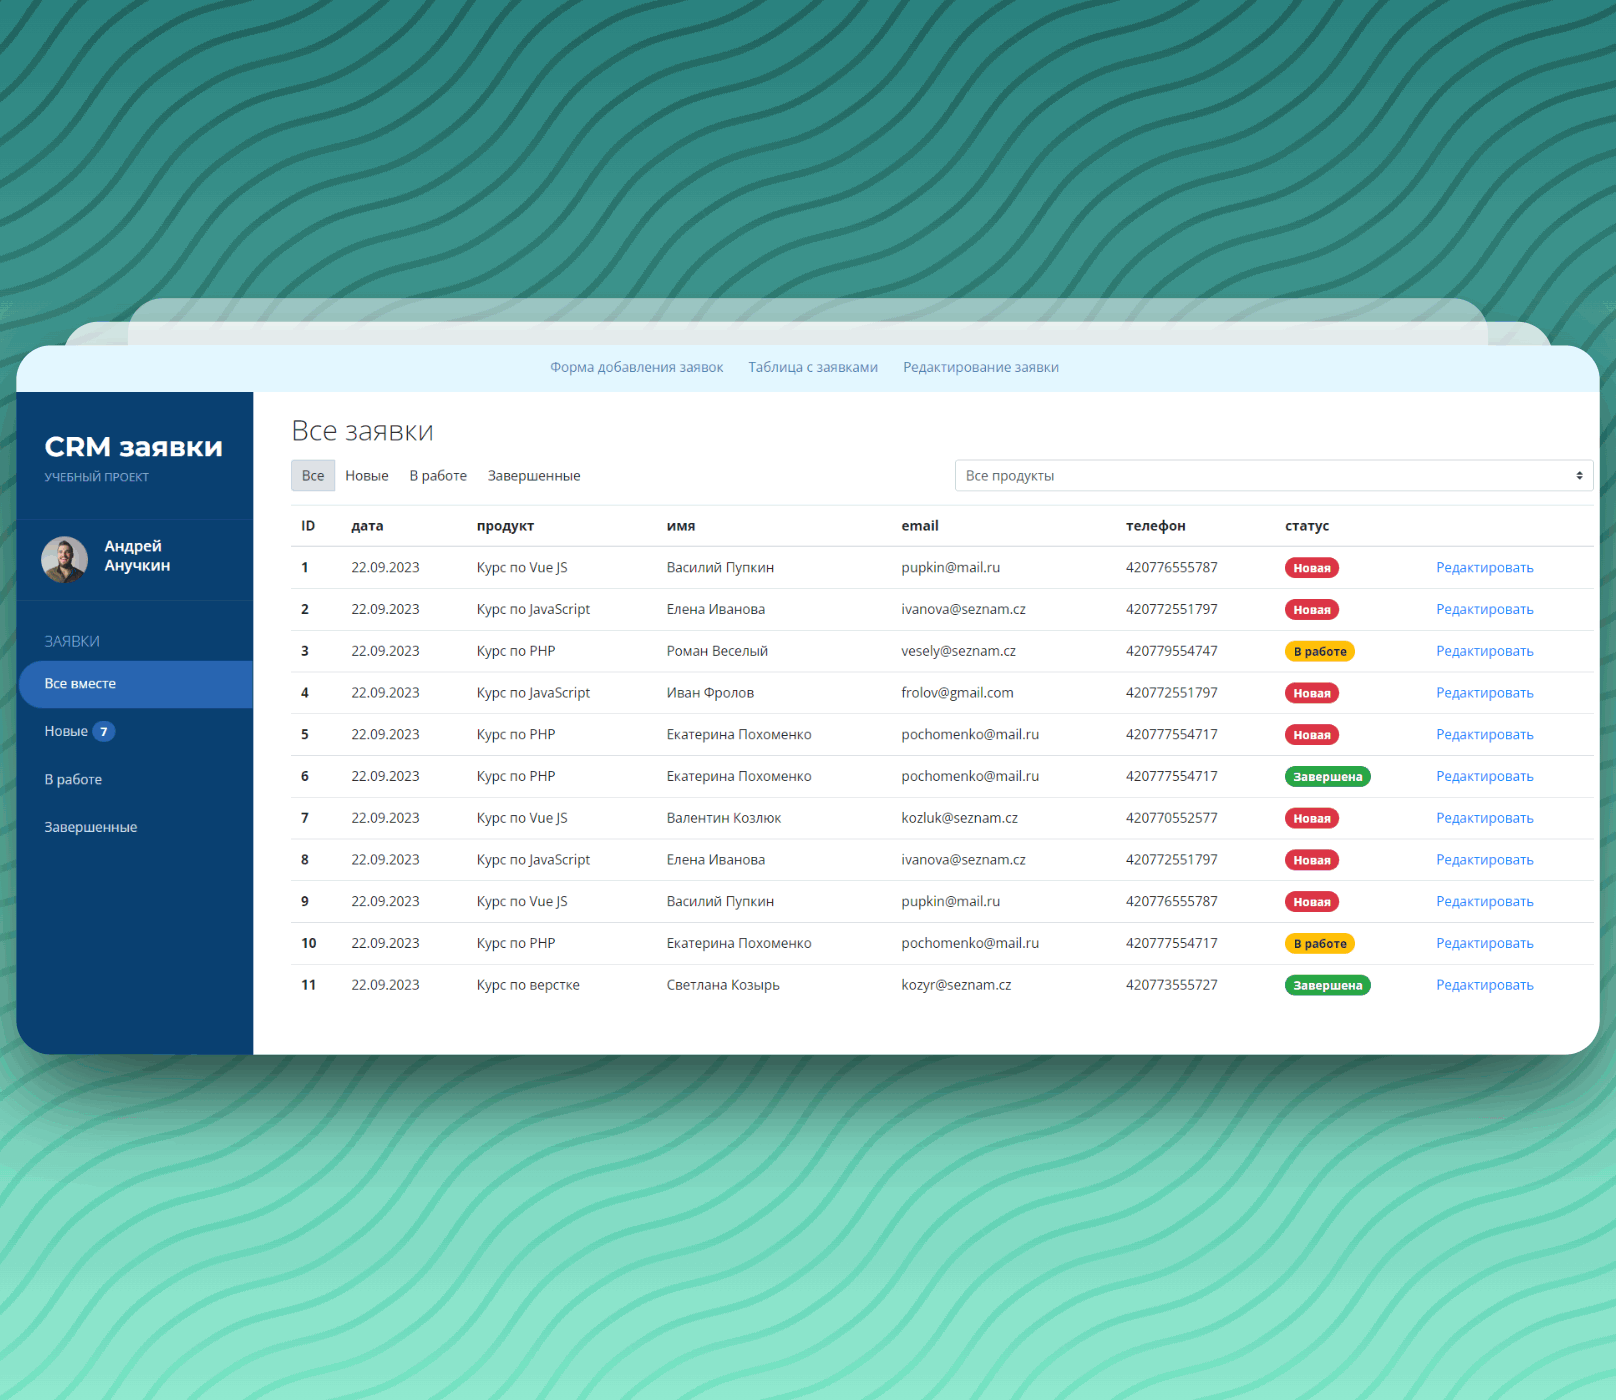 Форма добавления заявок Таблица с заявками Редактирование заявки
CRM заявки
УЧЕБНЫЙ ПРОЕКТ
Андрей
Анучкин
ЗАЯВКИ
Все вместе
Новые 7
В работе
Завершенные
Все заявки
Все Новые В работе Завершенные Все продукты
ID дата продукт имя email телефон статус
1 22.09.2023 Курс по Vue JS Василий Пупкин pupkin@mail.ru 420776555787 Новая Редактировать
2 22.09.2023 Курс по JavaScript Елена Иванова ivanova@seznam.cz 420772551797 Новая Редактировать
3 22.09.2023 Курс по PHP Роман Веселый vesely@seznam.cz 420779554747 В работе Редактировать
4 22.09.2023 Курс по JavaScript Иван Фролов frolov@gmail.com 420772551797 Новая Редактировать
5 22.09.2023 Курс по PHP Екатерина Похоменко pochomenko@mail.ru 420777554717 Новая Редактировать
6 22.09.2023 Курс по PHP Екатерина Похоменко pochomenko@mail.ru 420777554717 Завершена Редактировать
7 22.09.2023 Курс по Vue JS Валентин Козлюк kozluk@seznam.cz 420770552577 Новая Редактировать
8 22.09.2023 Курс по JavaScript Елена Иванова ivanova@seznam.cz 420772551797 Новая Редактировать
9 22.09.2023 Курс по Vue JS Василий Пупкин pupkin@mail.ru 420776555787 Новая Редактировать
10 22.09.2023 Курс по PHP Екатерина Похоменко pochomenko@mail.ru 420777554717 В работе Редактировать
11 22.09.2023 Курс по верстке Светлана Козырь kozyr@seznam.cz 420773555727 Завершена Редактировать